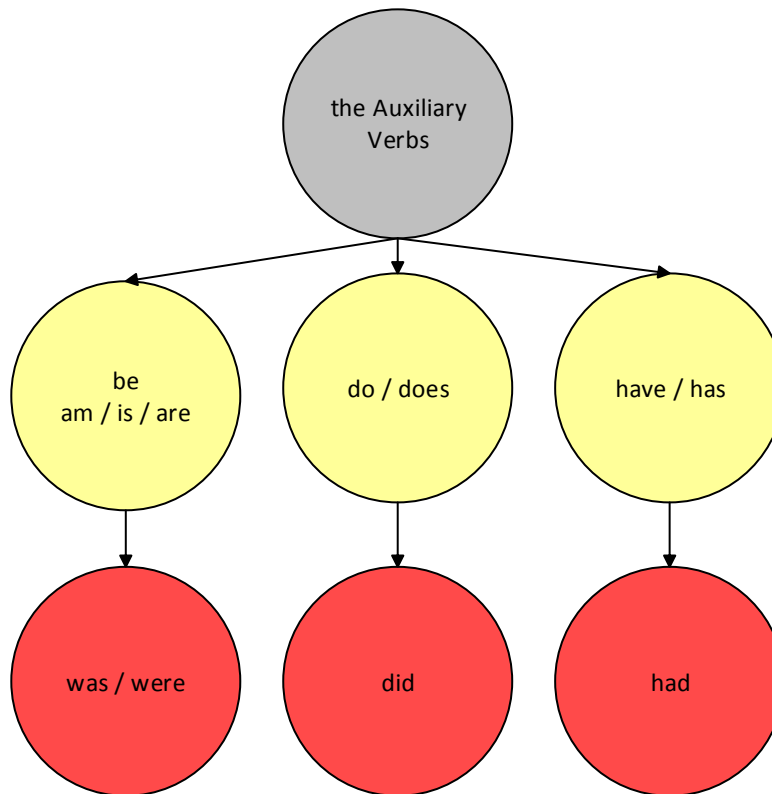 the Auxiliary
Verbs
be
am / is / are
do / does
have / has
was / were
did
had